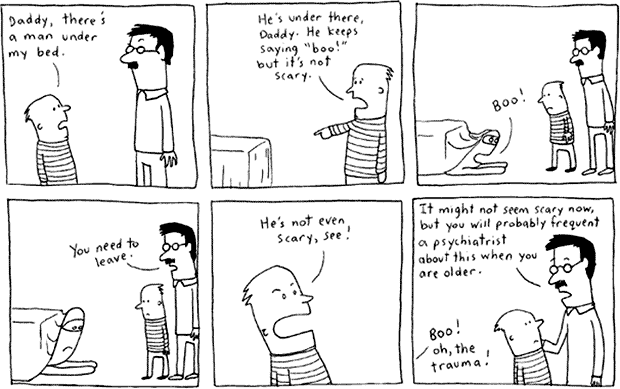 Daddy, there's
a man under
my bed.
He's under there,
Daddy. He keeps
saying "boo!"
but it's not
scary.
BOO!
You need to
leave.
He's not even
scary, see!
It might not seem scary now,
but you will probably frequent
a psychiatrist
about this when you
are older.
BOO!
oh, the
trauma!